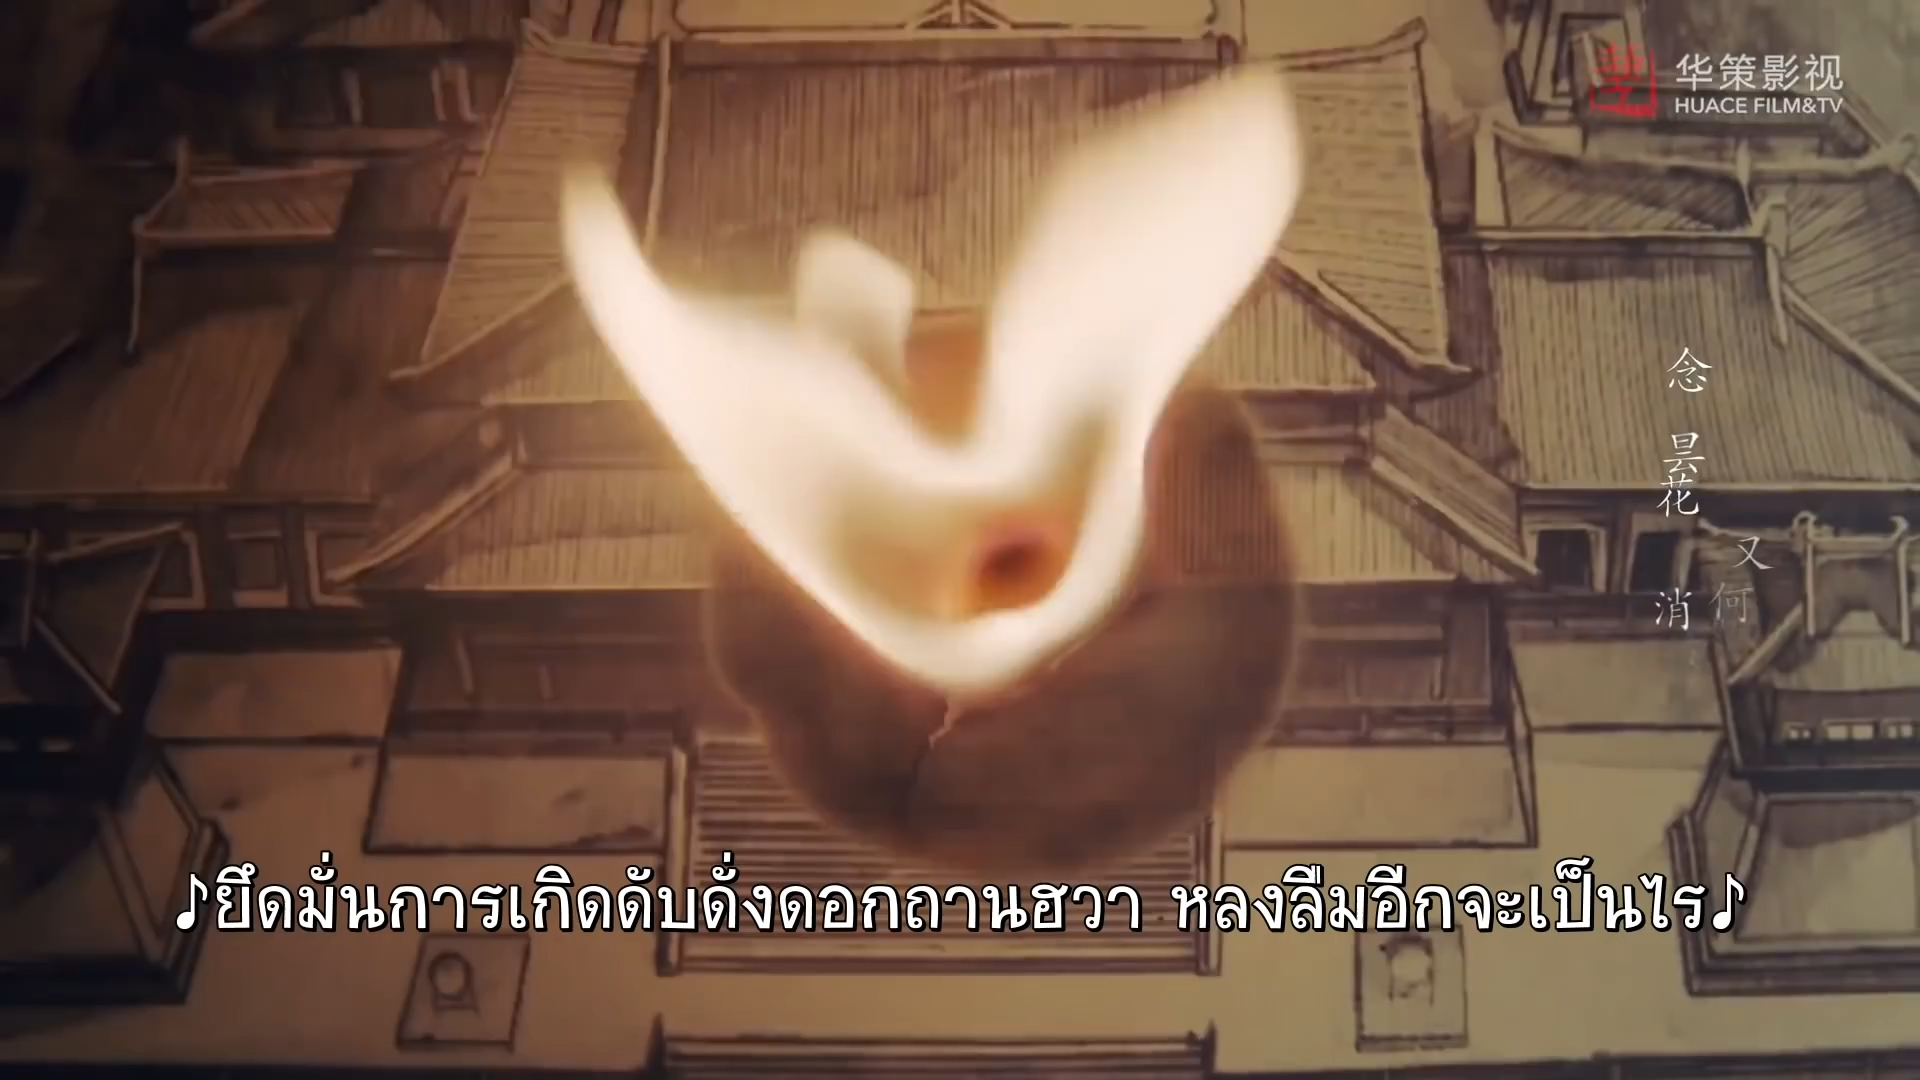 华策影视
HUACE FILM&TV
念 昙花 消
又何
♪ยึดมั่นการเกิดดับดั่งดอกถานฮวา หลงลืมอีกจะเป็นไร♪